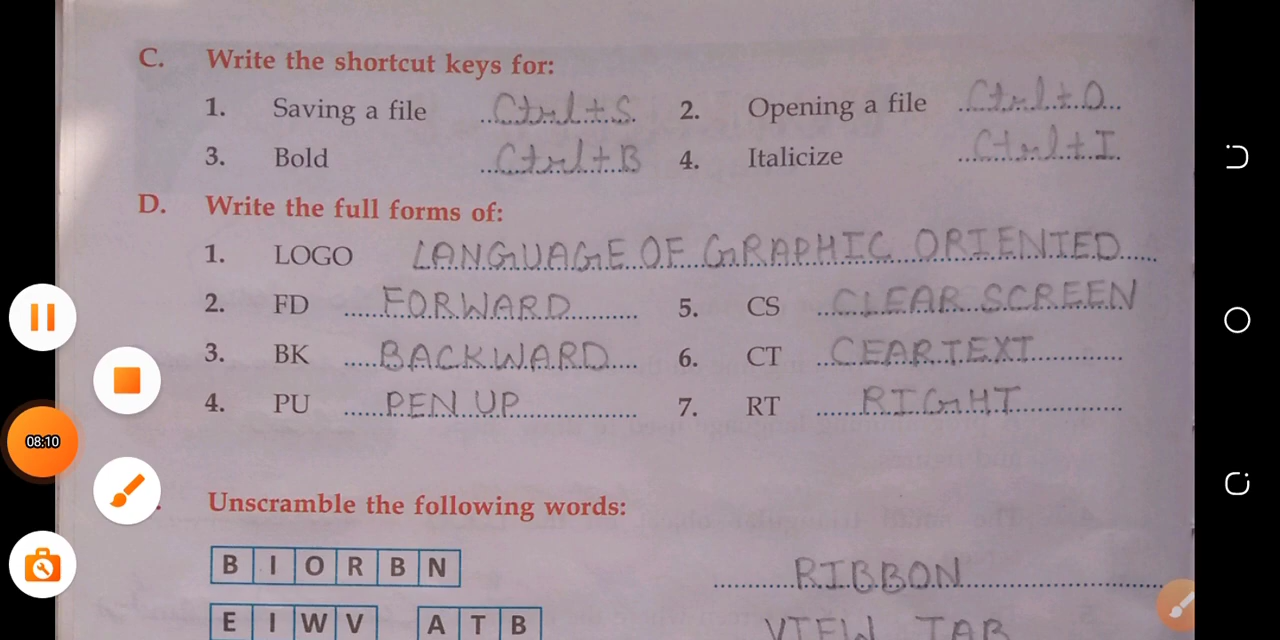 C. Write the shortcut keys for:
1. Saving a file Ctrl+S 2. Opening a file Ctrl+O
3. Bold Ctrl+B 4. Italicize Ctrl+I
D. Write the full forms of:
1. LOGO LANGUAGE OF GRAPHIC ORIENTED
2. FD FORWARD 5. CS CLEAR SCREEN
3. BK BACKWARD 6. CT CEARTEXT
4. PU PEN UP 7. RT RIGHT
08:10
Unscramble the following words:
B I O R B N RIBBON
E I W V A T B VIEW TAB